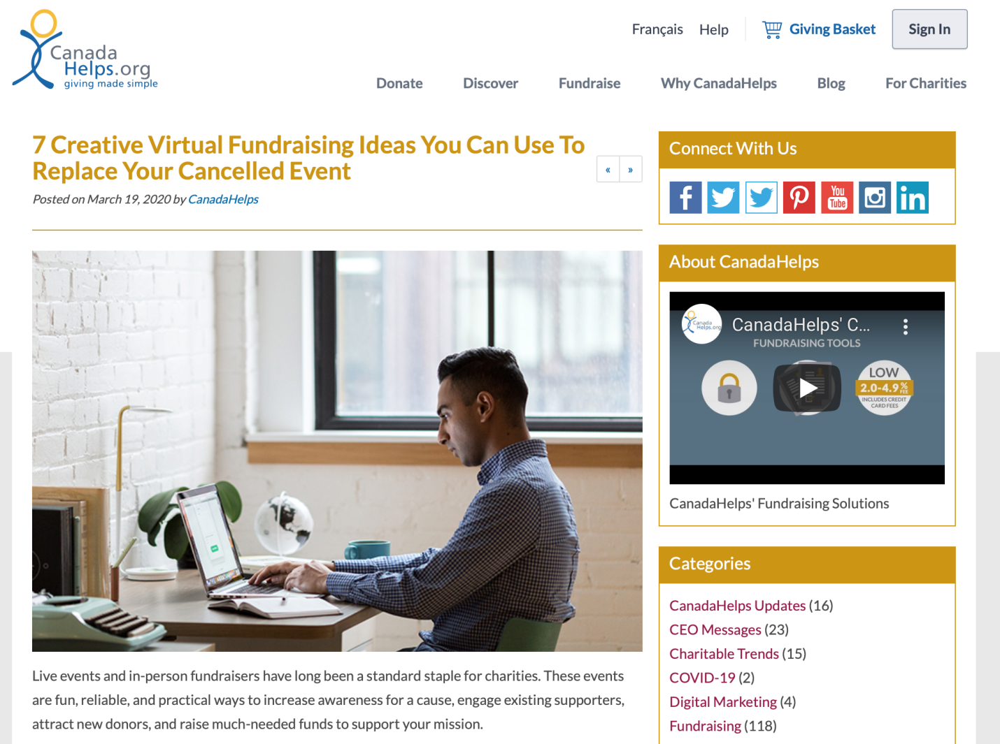 Canada
Helps.org
giving made simple
Français Help Giving Basket Sign In
Donate Discover Fundraise Why CanadaHelps Blog For Charities
7 Creative Virtual Fundraising Ideas You Can Use To
Replace Your Cancelled Event
« »
Posted on March 19, 2020 by CanadaHelps
Live events and in-person fundraisers have long been a standard staple for charities. These events
are fun, reliable, and practical ways to increase awareness for a cause, engage existing supporters,
attract new donors, and raise much-needed funds to support your mission.
Connect With Us
f
You
Tube
in
About CanadaHelps
Canada
Helps.org
CanadaHelps' C...
FUNDRAISING TOOLS
LOW
2.0-4.9% FEE
INCLUDES CREDIT
CARD FEES
CanadaHelps' Fundraising Solutions
Categories
CanadaHelps Updates (16)
CEO Messages (23)
Charitable Trends (15)
COVID-19 (2)
Digital Marketing (4)
Fundraising (118)